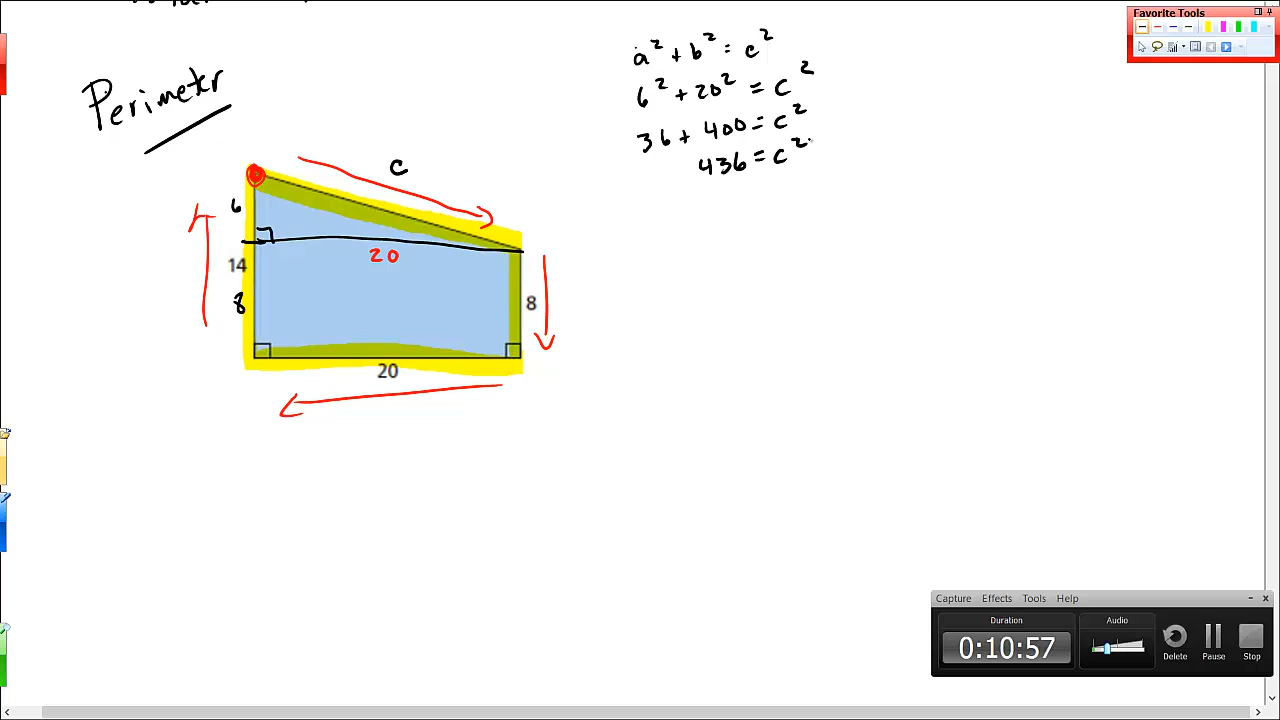 Perimeter
a² + b² = c²
6² + 20² = c²
36 + 400 = c²
436 = c²
c
6
20
14
8
8
20
Favorite Tools
Capture Effects Tools Help
Duration
Audio
0:10:57
Delete
Pause
Stop